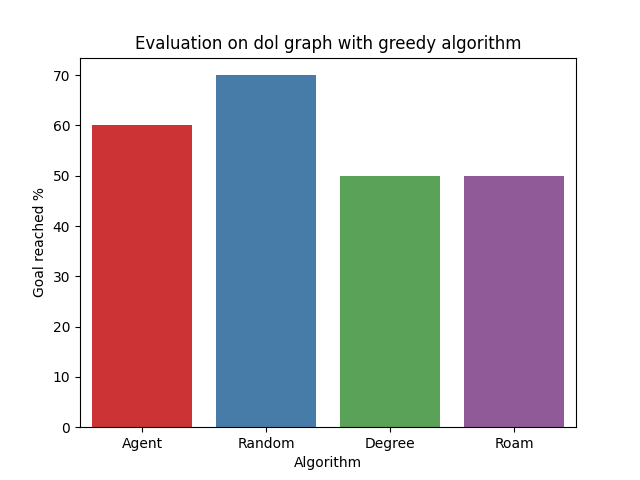 Evaluation on dol graph with greedy algorithm
70
60
50
40
30
20
10
0
Goal reached %
Agent Random Degree Roam
Algorithm